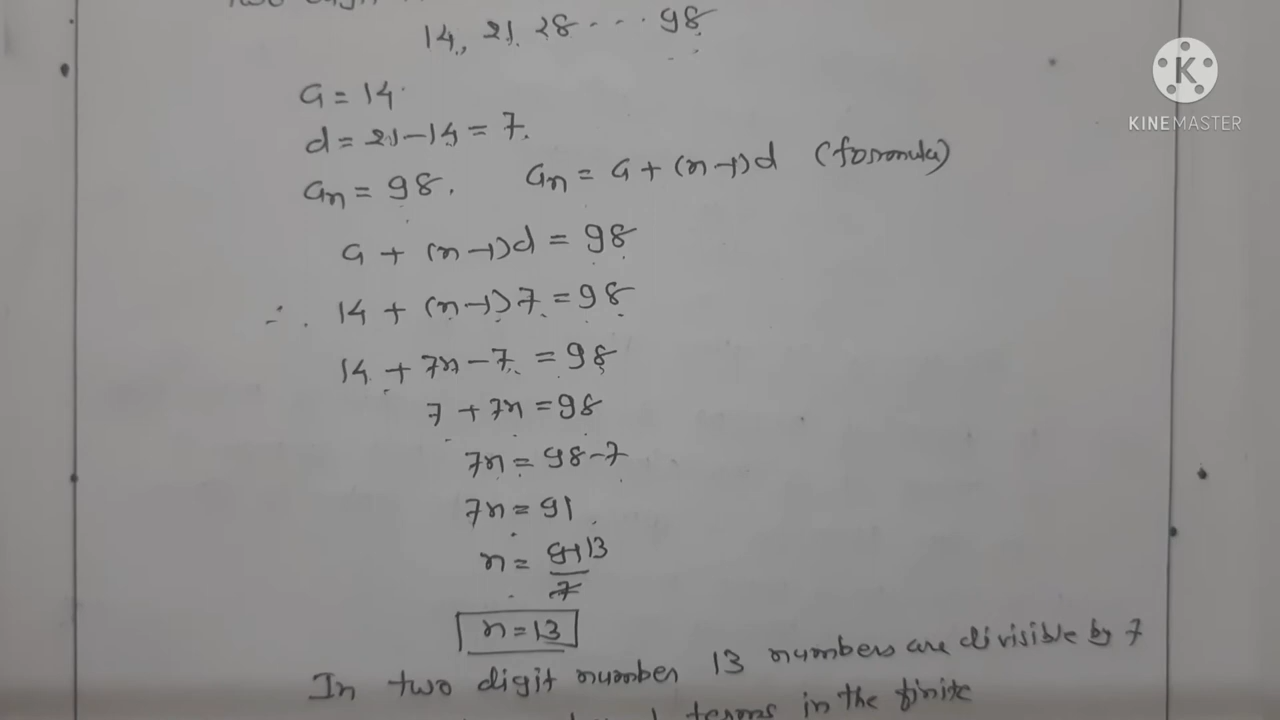 14, 21, 28 - - - . 98
a = 14
d = 21 - 14 = 7.
an = 98. an = a + (n-1)d (formula)
a + (n-1)d = 98
∴ 14 + (n-1)7 = 98
14 + 7n - 7 = 98
7 + 7n = 98
7n = 98 - 7
7n = 91
n = 91 13
7
n = 13
In two digit number 13 numbers are divisible by 7
terms in the finite
K
KINEMASTER